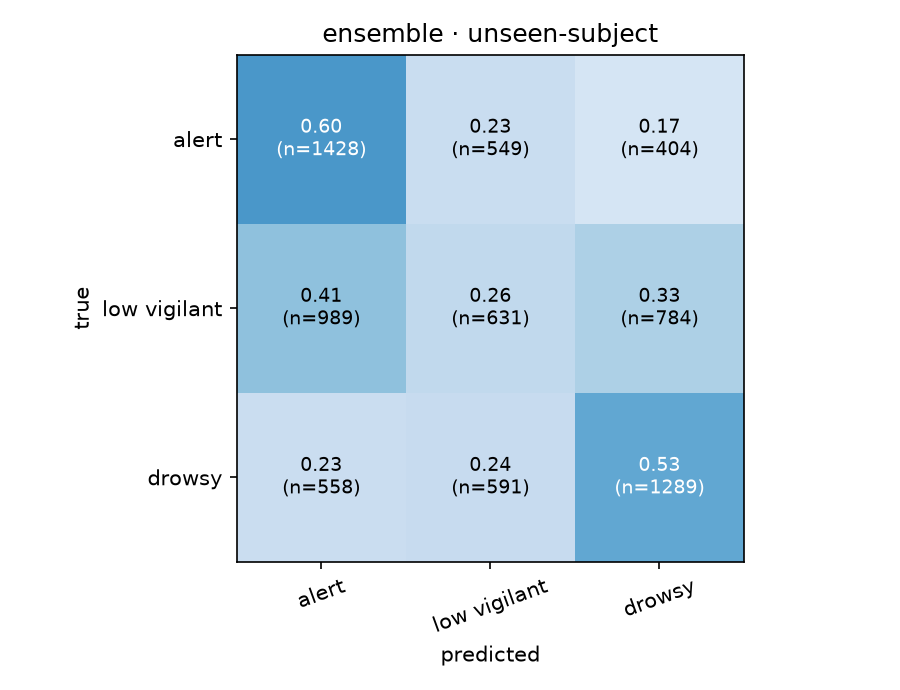 ensemble · unseen-subject
alert
0.60
(n=1428)
0.23
(n=549)
0.17
(n=404)
true
low vigilant
0.41
(n=989)
0.26
(n=631)
0.33
(n=784)
drowsy
0.23
(n=558)
0.24
(n=591)
0.53
(n=1289)
alert
low vigilant
drowsy
predicted